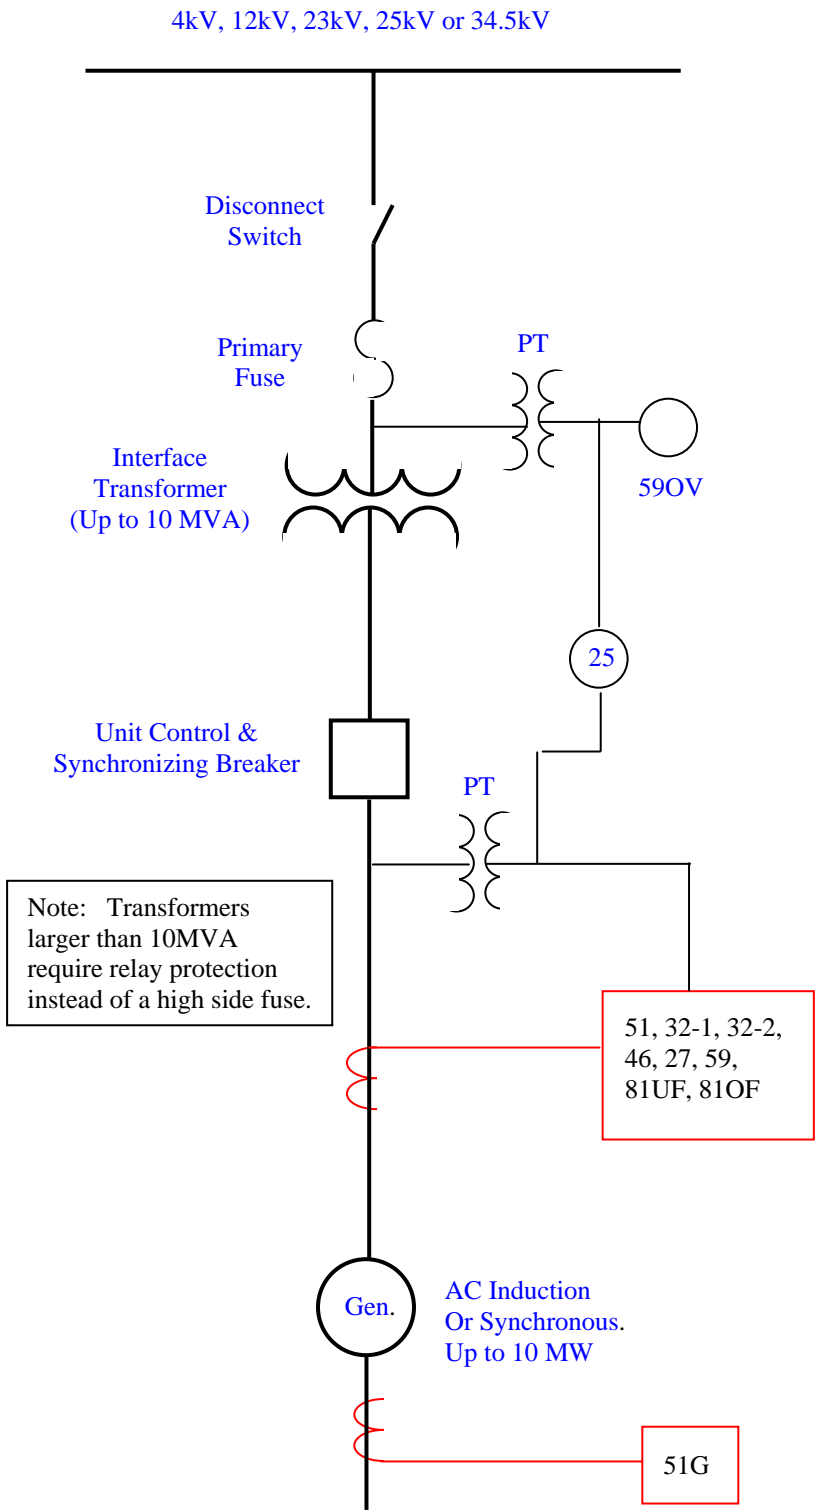 4kV, 12kV, 23kV, 25kV or 34.5kV
Disconnect
Switch
Primary
Fuse
PT
Interface
Transformer
(Up to 10 MVA)
59OV
25
Unit Control &
Synchronizing Breaker
PT
Note: Transformers
larger than 10MVA
require relay protection
instead of a high side fuse.
51, 32-1, 32-2,
46, 27, 59,
81UF, 81OF
Gen.
AC Induction
Or Synchronous.
Up to 10 MW
51G